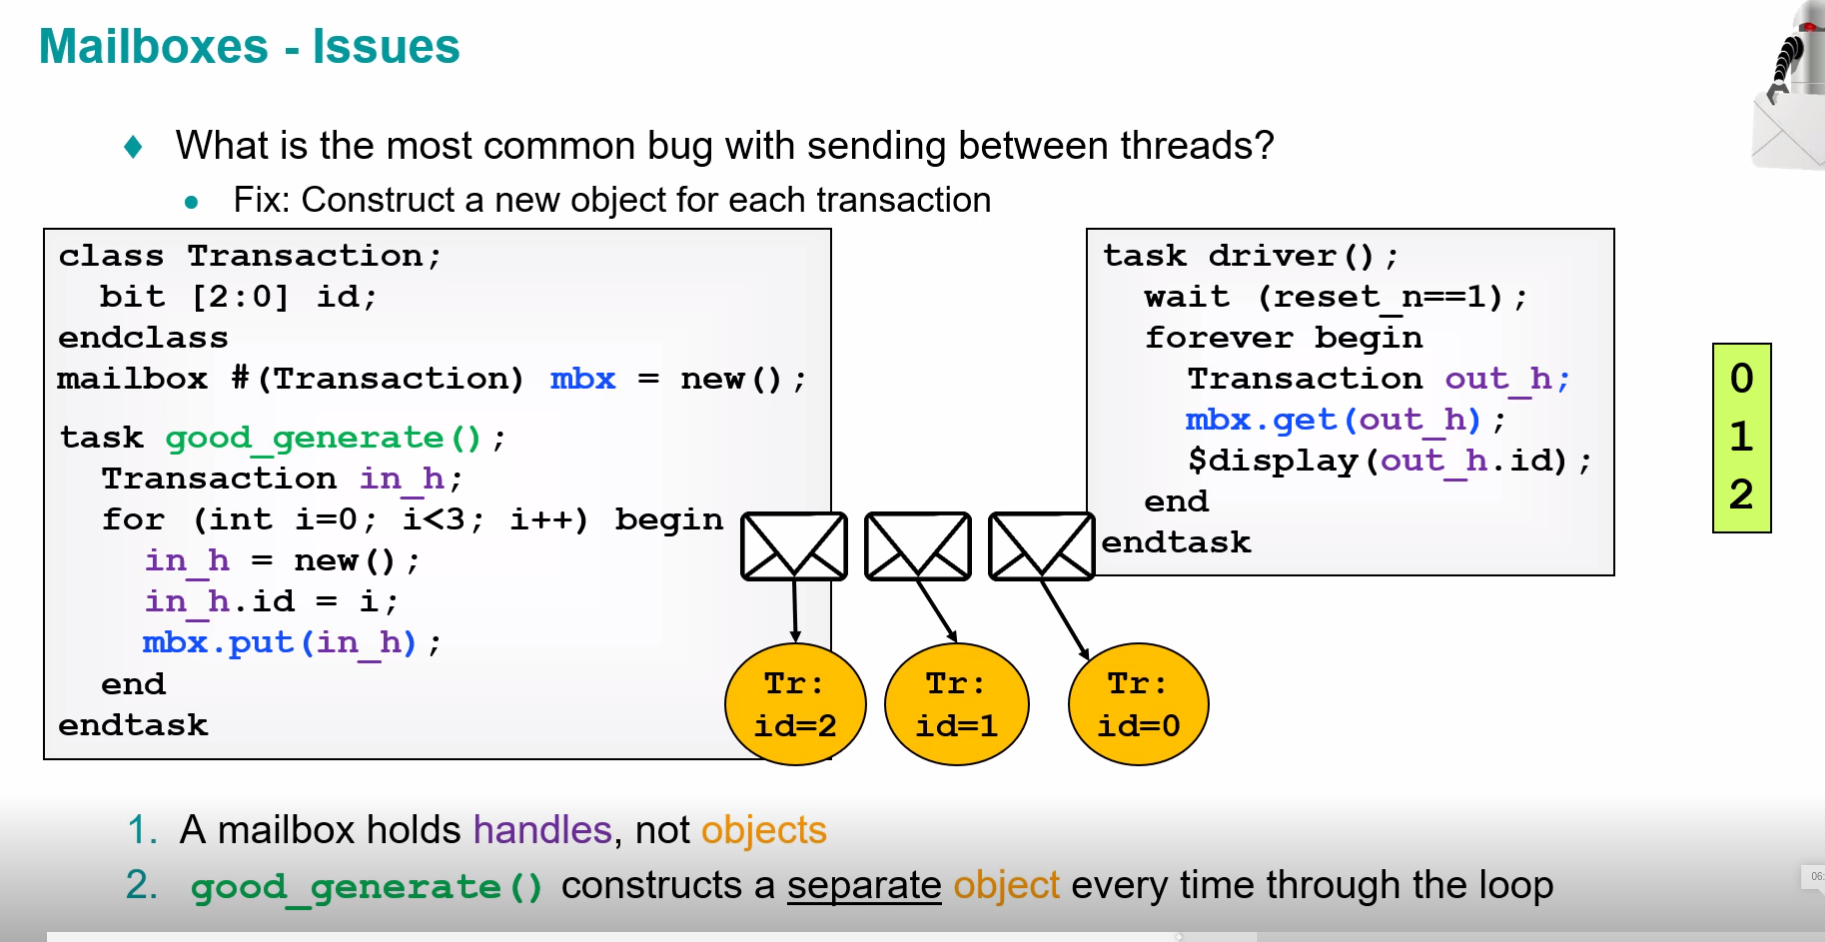 Mailboxes - Issues
What is the most common bug with sending between threads?
Fix: Construct a new object for each transaction
class Transaction;
bit [2:0] id;
endclass
mailbox #(Transaction) mbx = new();
task good_generate();
Transaction in_h;
for (int i=0; i<3; i++) begin
in_h = new();
in_h.id = i;
mbx.put(in_h);
end
endtask
task driver();
wait (reset_n==1);
forever begin
Transaction out_h;
mbx.get(out_h);
$display(out_h.id);
end
endtask
0
1
2
Tr:
id=2
Tr:
id=1
Tr:
id=0
1. A mailbox holds handles, not objects
2. good_generate() constructs a separate object every time through the loop